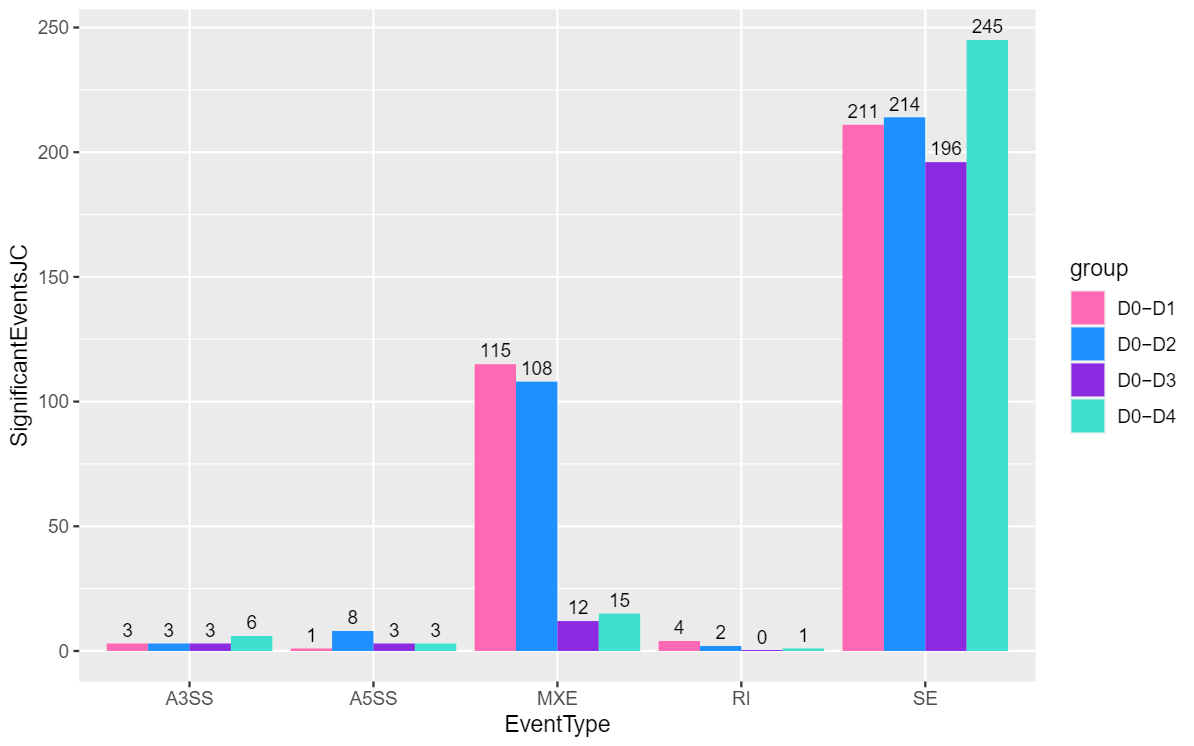 250
200
150
100
50
0
SignificantEventsJC
3 3 3 6
1 8 3 3
115 108 12 15
4 2 0 1
211 214 196 245
A3SS A5SS MXE RI SE
EventType
group
D0−D1
D0−D2
D0−D3
D0−D4